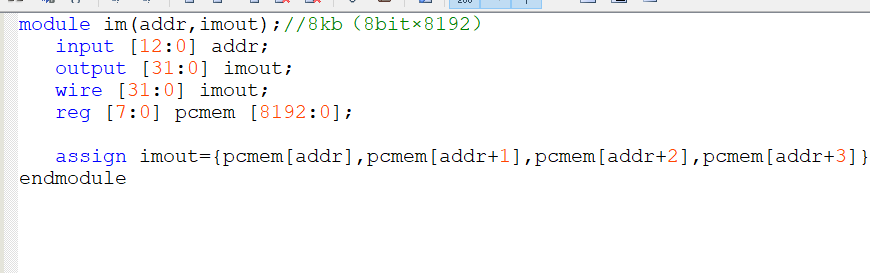 module im(addr,imout);//8kb（8bit×8192）
input [12:0] addr;
output [31:0] imout;
wire [31:0] imout;
reg [7:0] pcmem [8192:0];
assign imout={pcmem[addr],pcmem[addr+1],pcmem[addr+2],pcmem[addr+3]}
endmodule